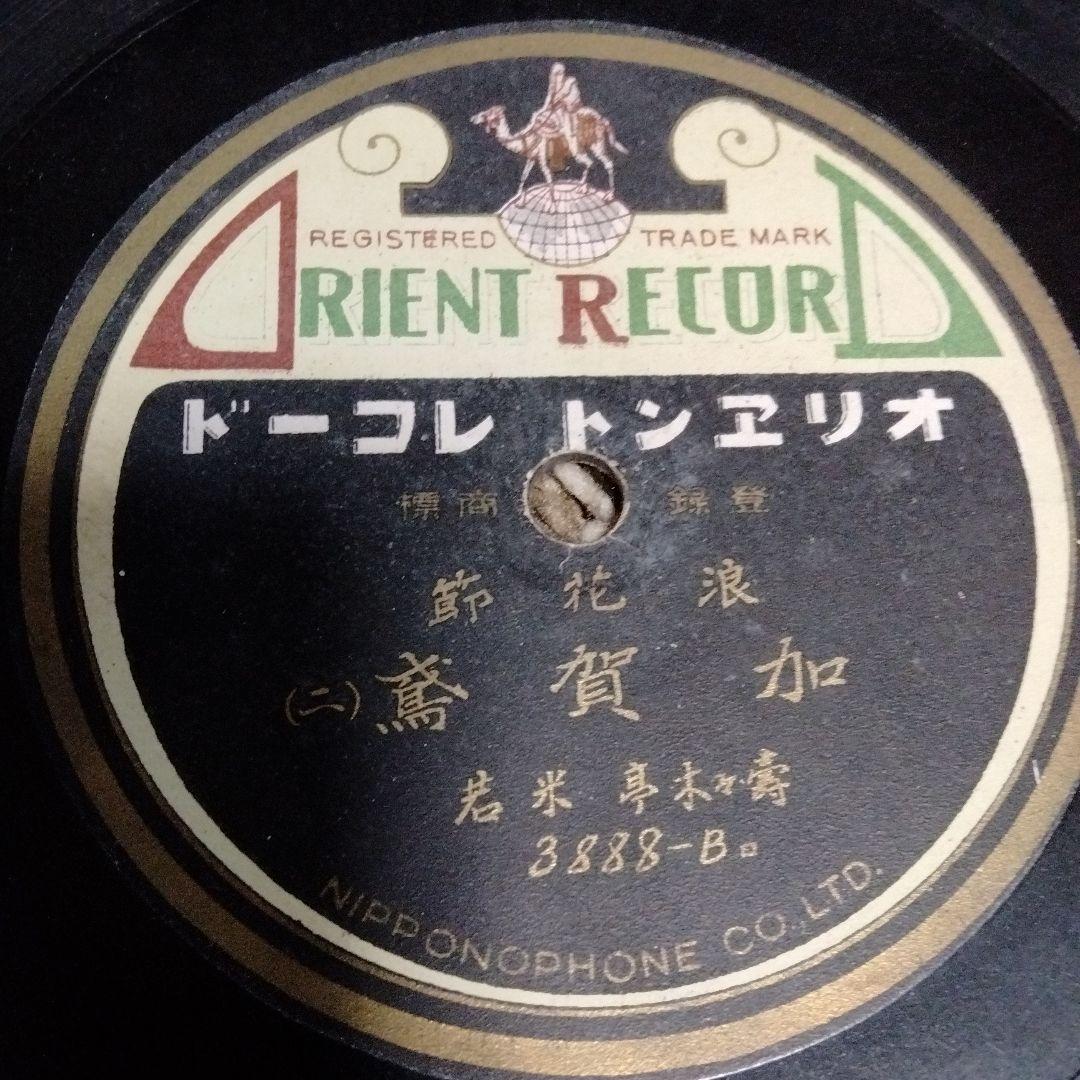 REGISTERED TRADE MARK
ORIENT RECORD
オリヱント レコード
登録 商標
浪花節
加賀鳶 (二)
壽々木亭 米若
3888-B
NIPPONOPHONE CO., LTD.